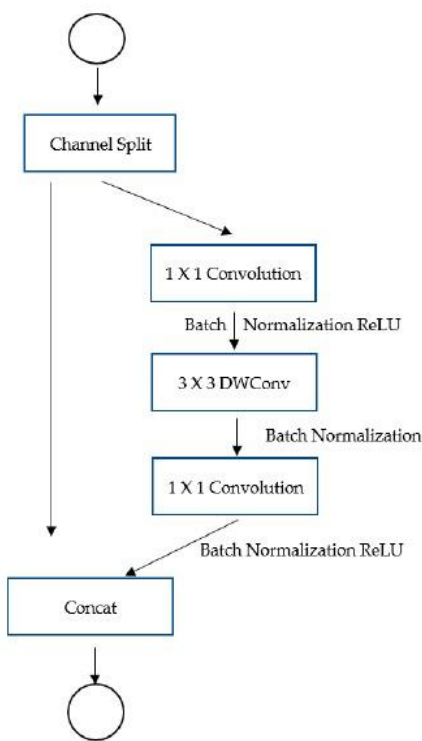 Channel Split
1 X 1 Convolution
Batch Normalization ReLU
3 X 3 DWConv
Batch Normalization
1 X 1 Convolution
Batch Normalization ReLU
Concat